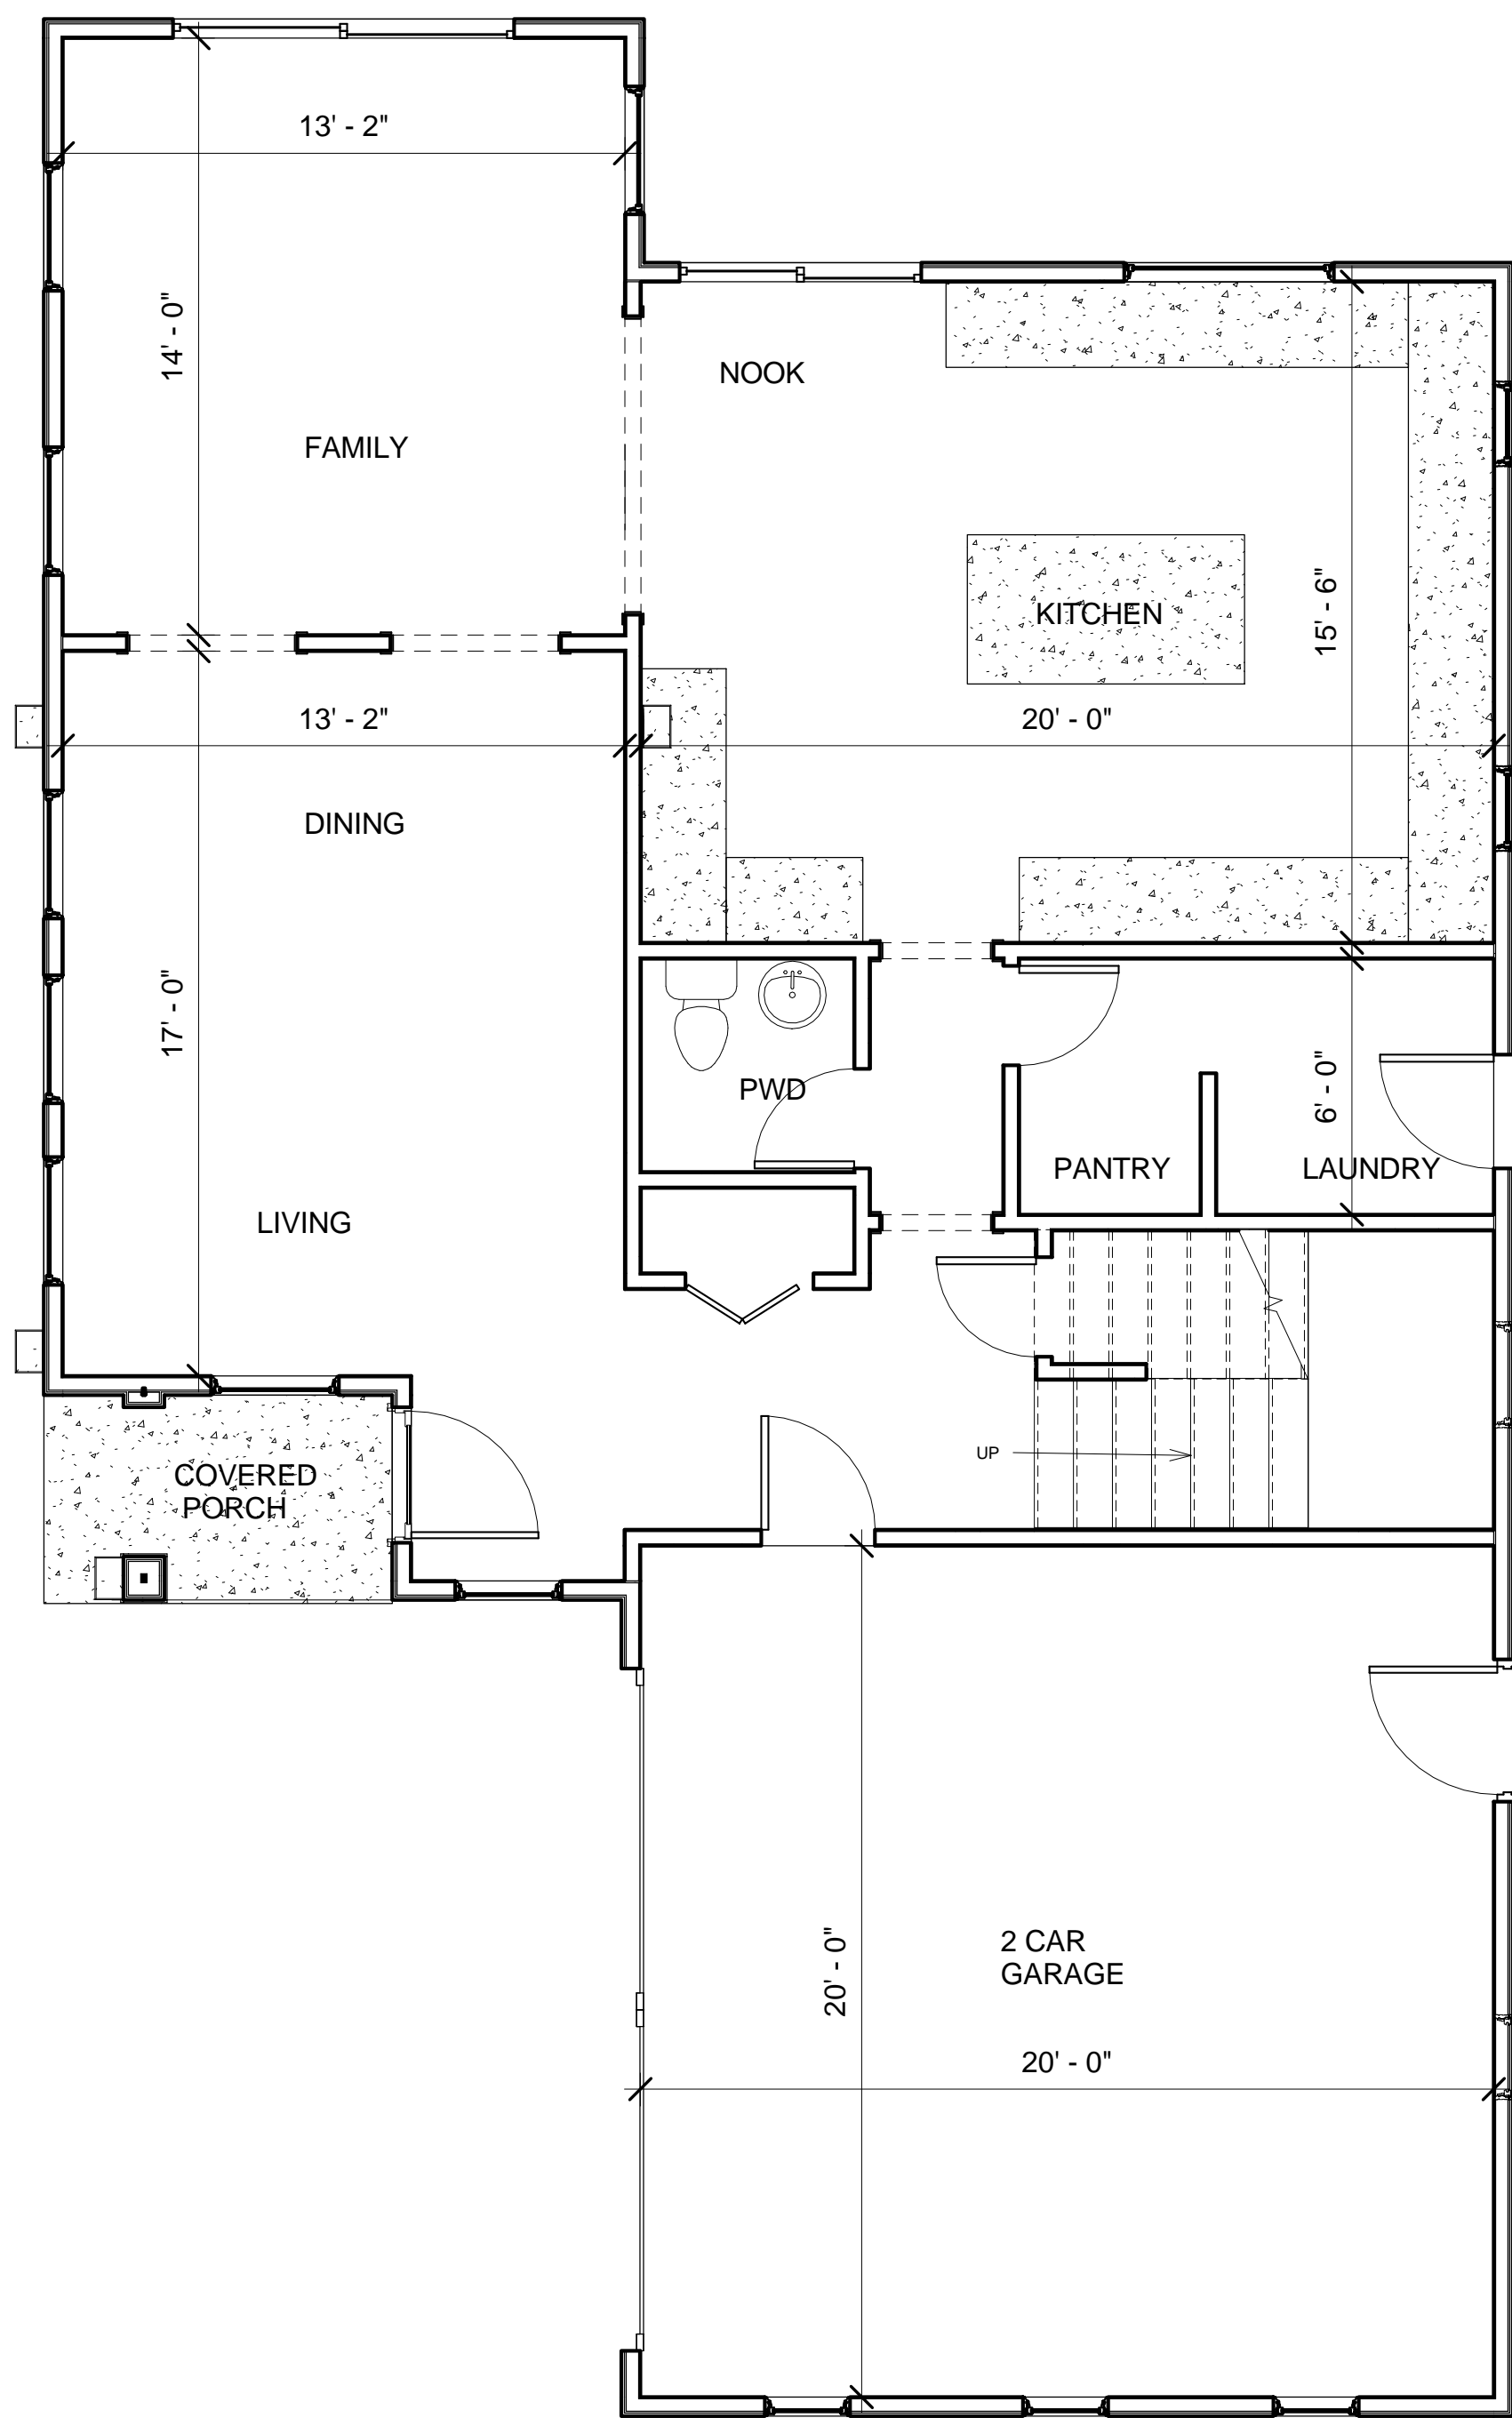 13' - 2"
14' - 0"
NOOK
FAMILY
KITCHEN
15' - 6"
13' - 2"
20' - 0"
DINING
17' - 0"
6' - 0"
PWD
PANTRY
LAUNDRY
LIVING
UP
COVERED
PORCH
20' - 0"
2 CAR
GARAGE
20' - 0"